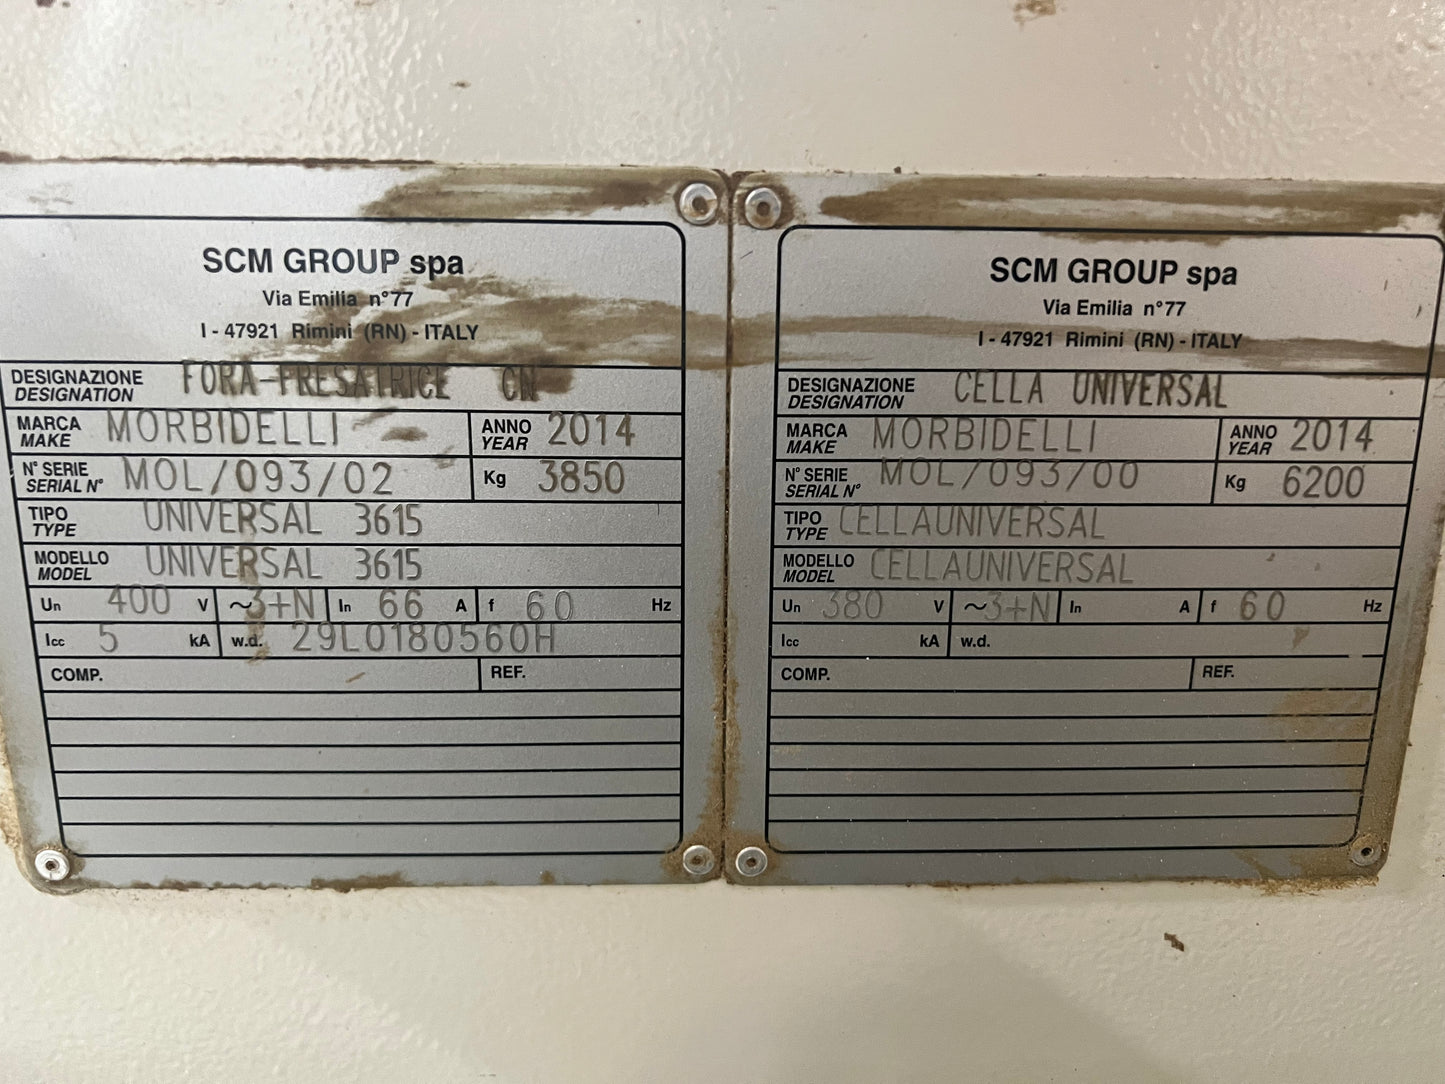 SCM GROUP spa
Via Emilia n°77
I - 47921 Rimini (RN) - ITALY
DESIGNAZIONE FORA-FRESATRICE CN
DESIGNATION
MARCA MORBIDELLI ANNO 2014
MAKE YEAR
N° SERIE MOL/093/02 Kg 3850
SERIAL N°
TIPO UNIVERSAL 3615
TYPE
MODELLO UNIVERSAL 3615
MODEL
Un 400 V ~3+N In 66 A f 60 Hz
Icc 5 kA w.d. 29L0180560H
COMP. REF.
SCM GROUP spa
Via Emilia n°77
I - 47921 Rimini (RN) - ITALY
DESIGNAZIONE CELLA UNIVERSAL
DESIGNATION
MARCA MORBIDELLI ANNO 2014
MAKE YEAR
N° SERIE MOL/093/00 Kg 6200
SERIAL N°
TIPO CELLAUNIVERSAL
TYPE
MODELLO CELLAUNIVERSAL
MODEL
Un 380 V ~3+N In A f 60 Hz
Icc kA w.d.
COMP. REF.